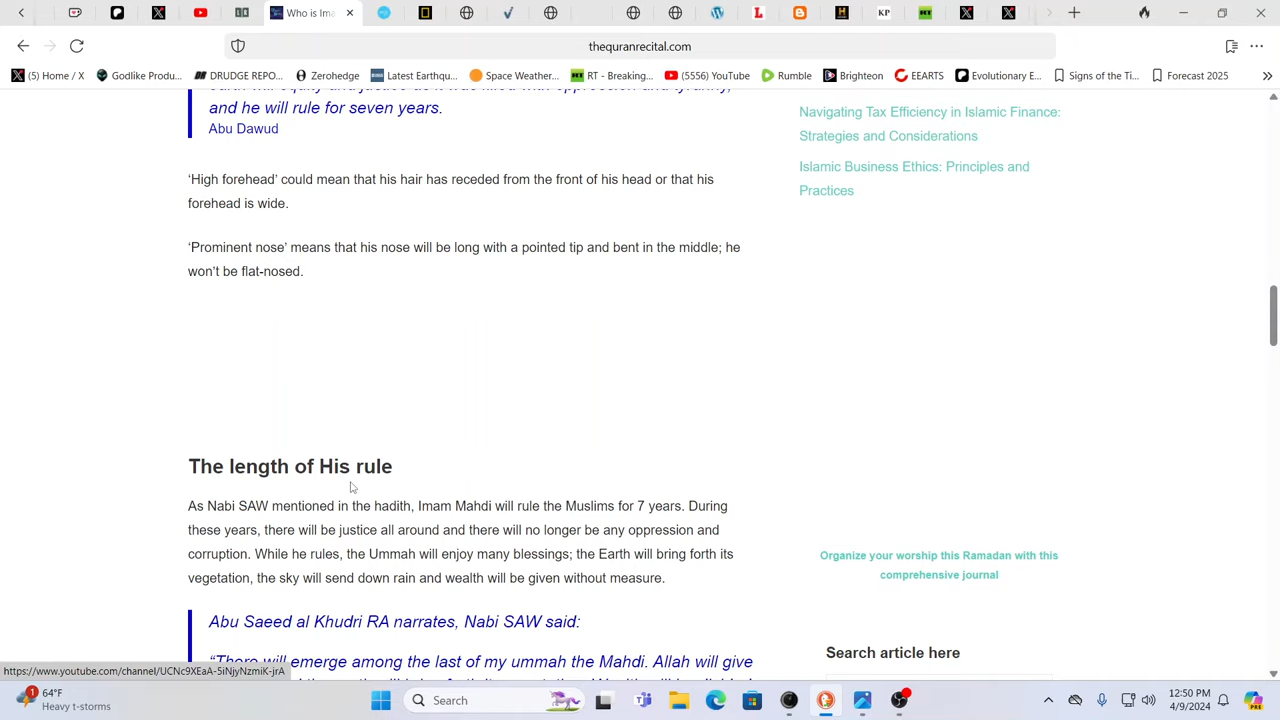 Who is Ima
thequranrecital.com
(5) Home / X
Godlike Produ...
DRUDGE REPO...
Zerohedge
Latest Earthqu...
Space Weather...
RT - Breaking...
(5556) YouTube
Rumble
Brighteon
EEARTS
Evolutionary E...
Signs of the Ti...
Forecast 2025
and he will rule for seven years.
Abu Dawud
‘High forehead’ could mean that his hair has receded from the front of his head or that his
forehead is wide.
‘Prominent nose’ means that his nose will be long with a pointed tip and bent in the middle; he
won’t be flat-nosed.
The length of His rule
As Nabi SAW mentioned in the hadith, Imam Mahdi will rule the Muslims for 7 years. During
these years, there will be justice all around and there will no longer be any oppression and
corruption. While he rules, the Ummah will enjoy many blessings; the Earth will bring forth its
vegetation, the sky will send down rain and wealth will be given without measure.
Abu Saeed al Khudri RA narrates, Nabi SAW said:
“There will emerge among the last of my ummah the Mahdi. Allah will give
Navigating Tax Efficiency in Islamic Finance:
Strategies and Considerations
Islamic Business Ethics: Principles and
Practices
Organize your worship this Ramadan with this
comprehensive journal
Search article here
https://www.youtube.com/channel/UCNc9XEaA-5iNjyNzmiK-jrA
1
64°F
Heavy t-storms
Search
12:50 PM
4/9/2024